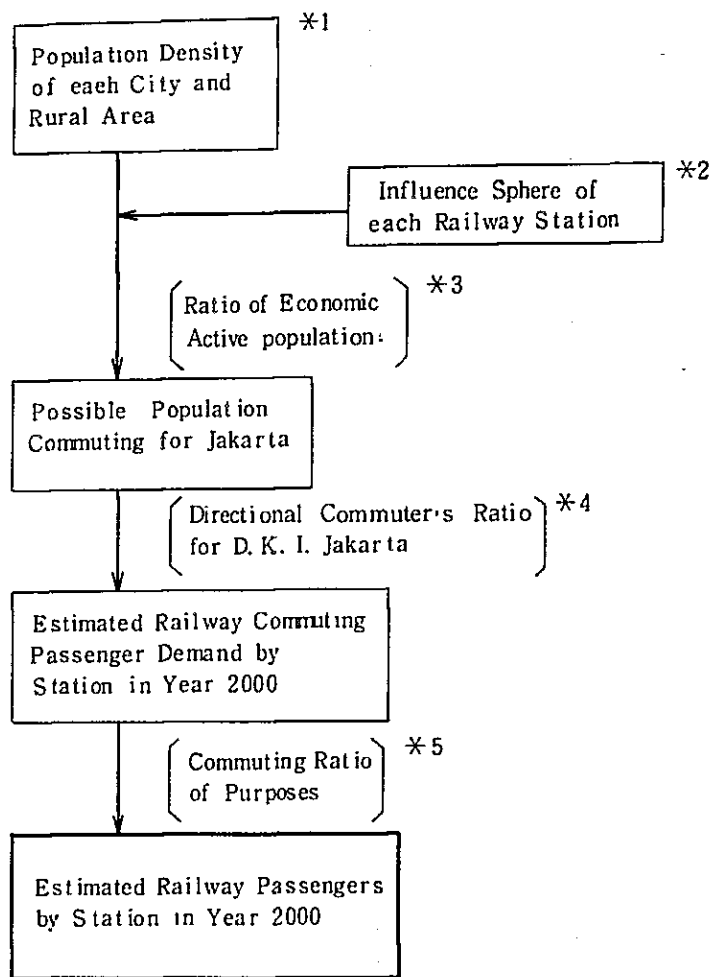 *1
Population Density
of each City and
Rural Area
*2
Influence Sphere of
each Railway Station
Ratio of Economic
Active population.
*3
Possible Population
Commuting for Jakarta
Directional Commuter's Ratio
for D. K. I. Jakarta
*4
Estimated Railway Commuting
Passenger Demand by
Station in Year 2000
Commuting Ratio
of Purposes
*5
Estimated Railway Passengers
by Station in Year 2000